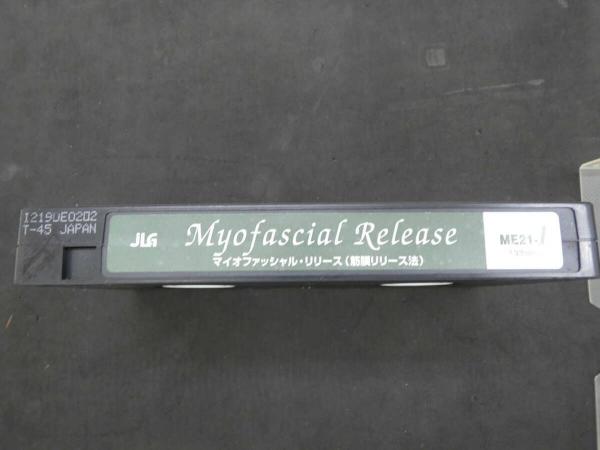 I219UE0202
T-45 JAPAN
JLG
Myofascial Release
マイオファッシャル・リリース(筋膜リリース法)
ME21-1